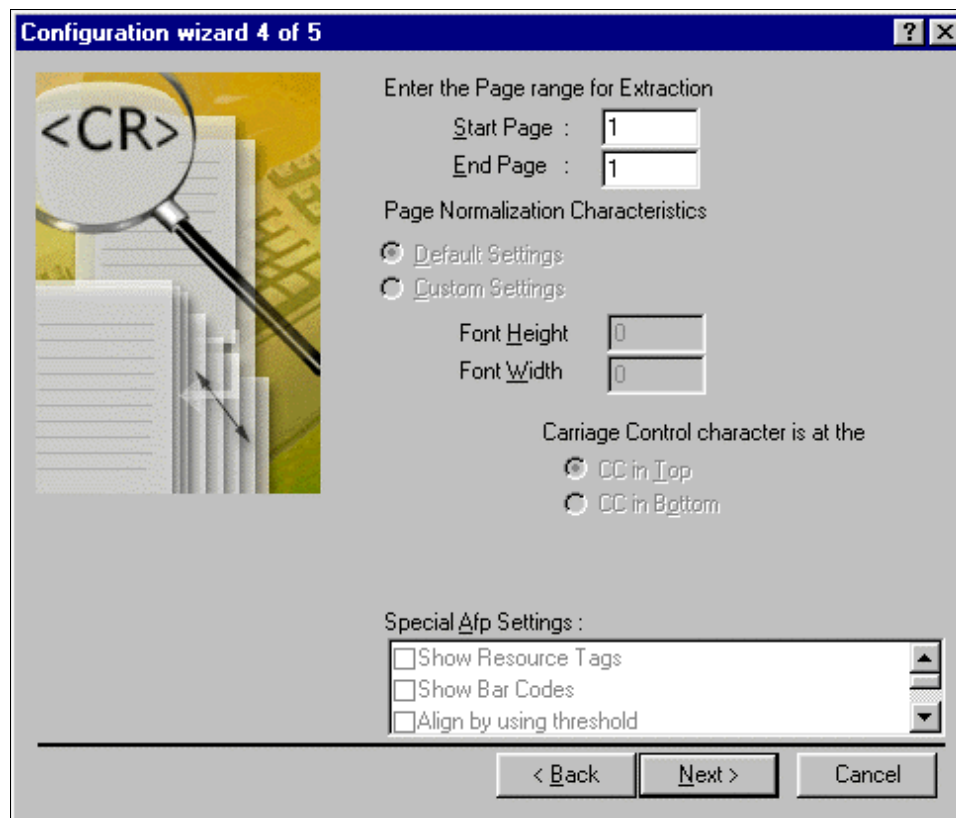 Configuration wizard 4 of 5
? X
<CR>
Enter the Page range for Extraction
Start Page : 1
End Page : 1
Page Normalization Characteristics
Default Settings
Custom Settings
Font Height 0
Font Width 0
Carriage Control character is at the
CC in Top
CC in Bottom
Special Afp Settings :
Show Resource Tags
Show Bar Codes
Align by using threshold
< Back Next > Cancel